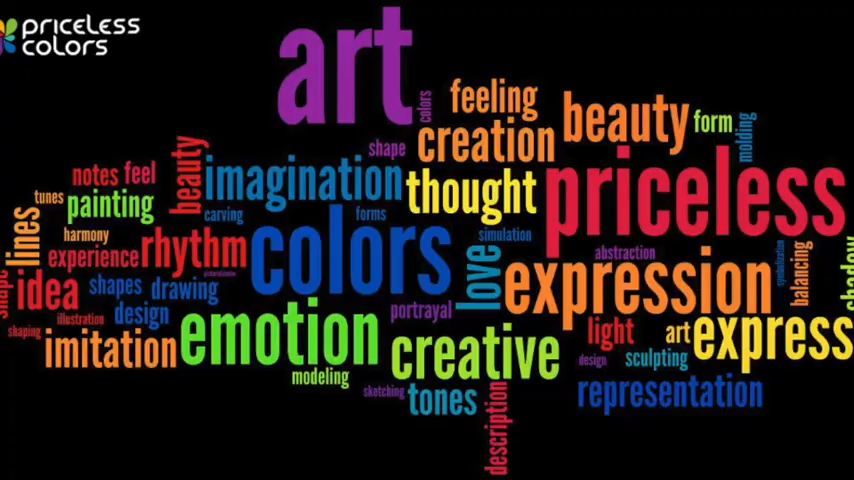 PRICELESS
COLORS
art
colors
feeling
beauty
form
molding
creation
shape
beauty
imagination
thought
priceless
notes
feel
tunes
painting
carving
forms
lines
harmony
rhythm
colors
simulation
abstraction
symbolization
balancing
shadow
experience
love
expression
shape
idea
shapes
drawing
portrayal
illustration
design
emotion
light
art
express
shaping
imitation
creative
design
sculpting
modeling
sketching
tones
representation
description